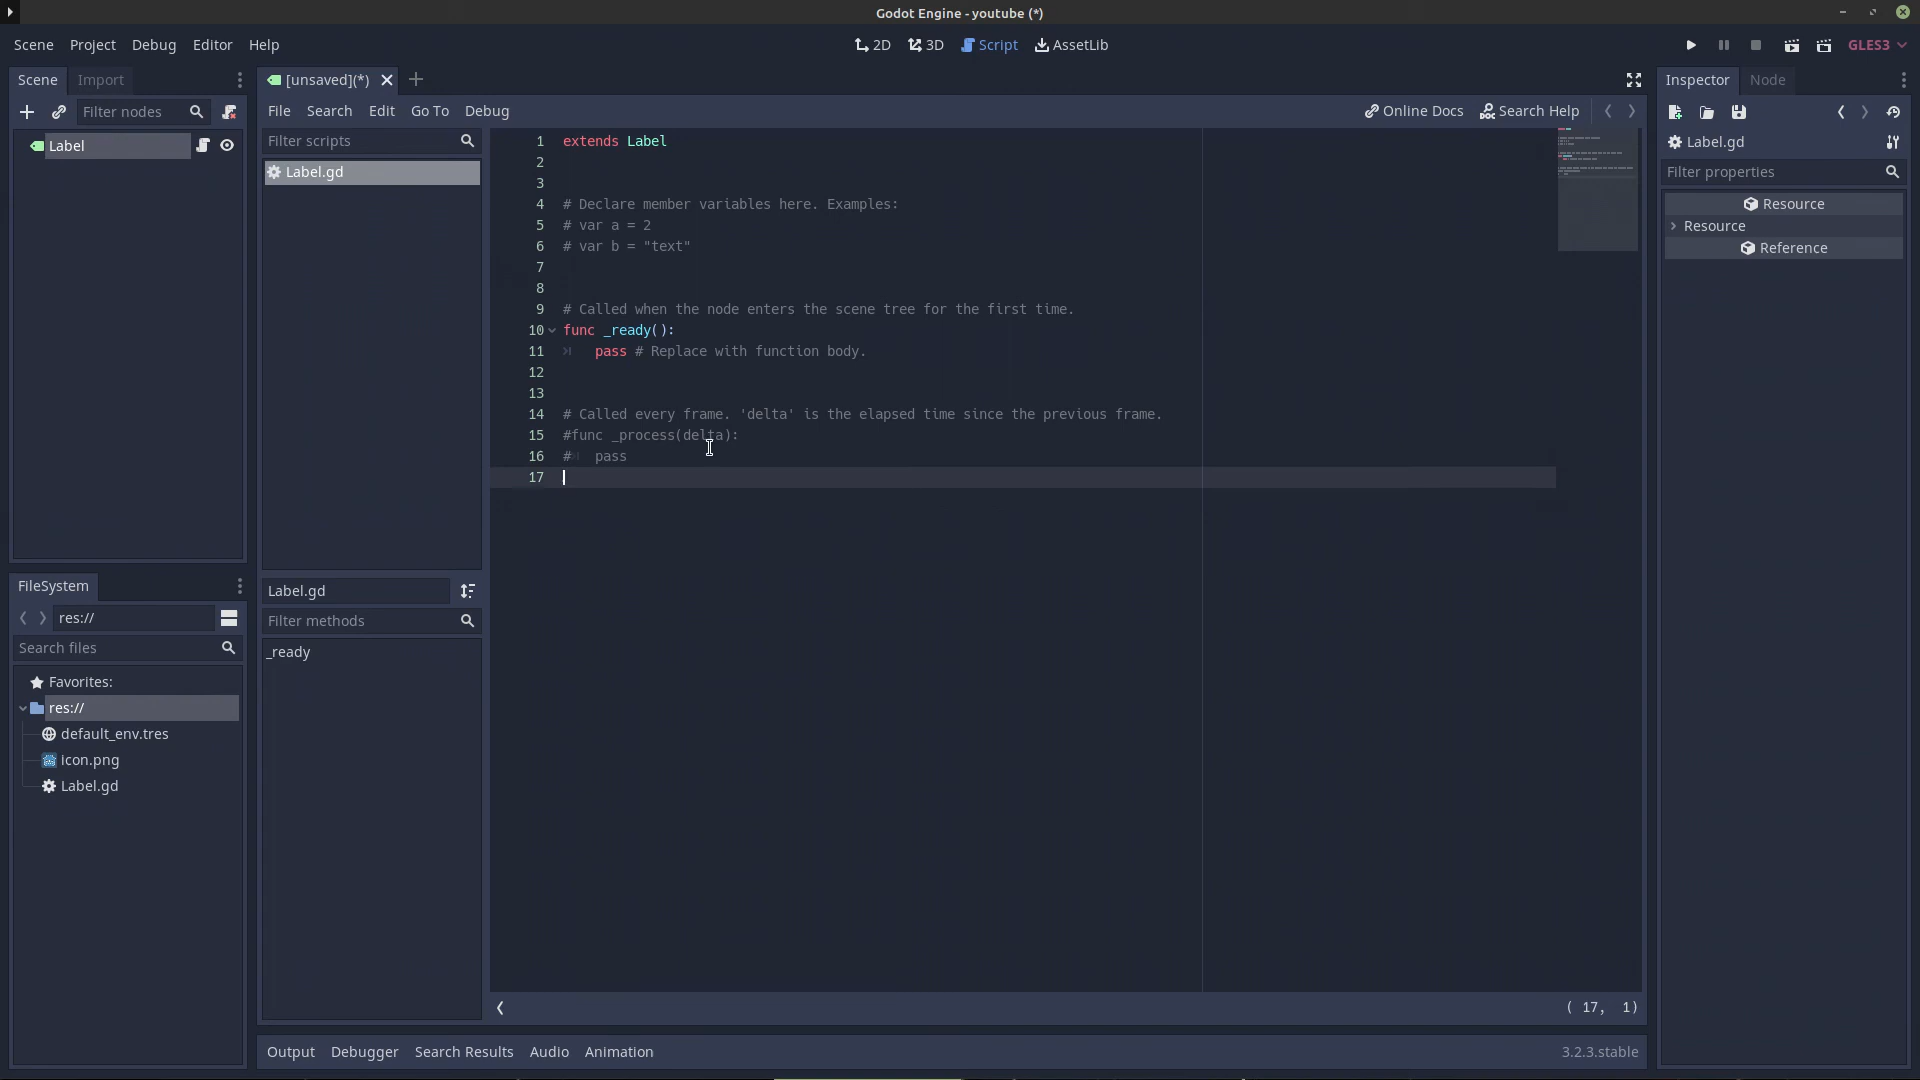 Godot Engine - youtube (*)
Scene Project Debug Editor Help
2D 3D Script AssetLib
GLES3
Scene Import
Filter nodes
Label
FileSystem
res://
Search files
Favorites:
res://
default_env.tres
icon.png
Label.gd
[unsaved](*)
File Search Edit Go To Debug
Online Docs Search Help
Filter scripts
Label.gd
Label.gd
Filter methods
_ready
1 extends Label
2
3
4 # Declare member variables here. Examples:
5 # var a = 2
6 # var b = "text"
7
8
9 # Called when the node enters the scene tree for the first time.
10 func _ready():
11 pass # Replace with function body.
12
13
14 # Called every frame. 'delta' is the elapsed time since the previous frame.
15 #func _process(delta):
16 # pass
17
( 17, 1)
Output Debugger Search Results Audio Animation
3.2.3.stable
Inspector Node
Label.gd
Filter properties
Resource
Resource
Reference